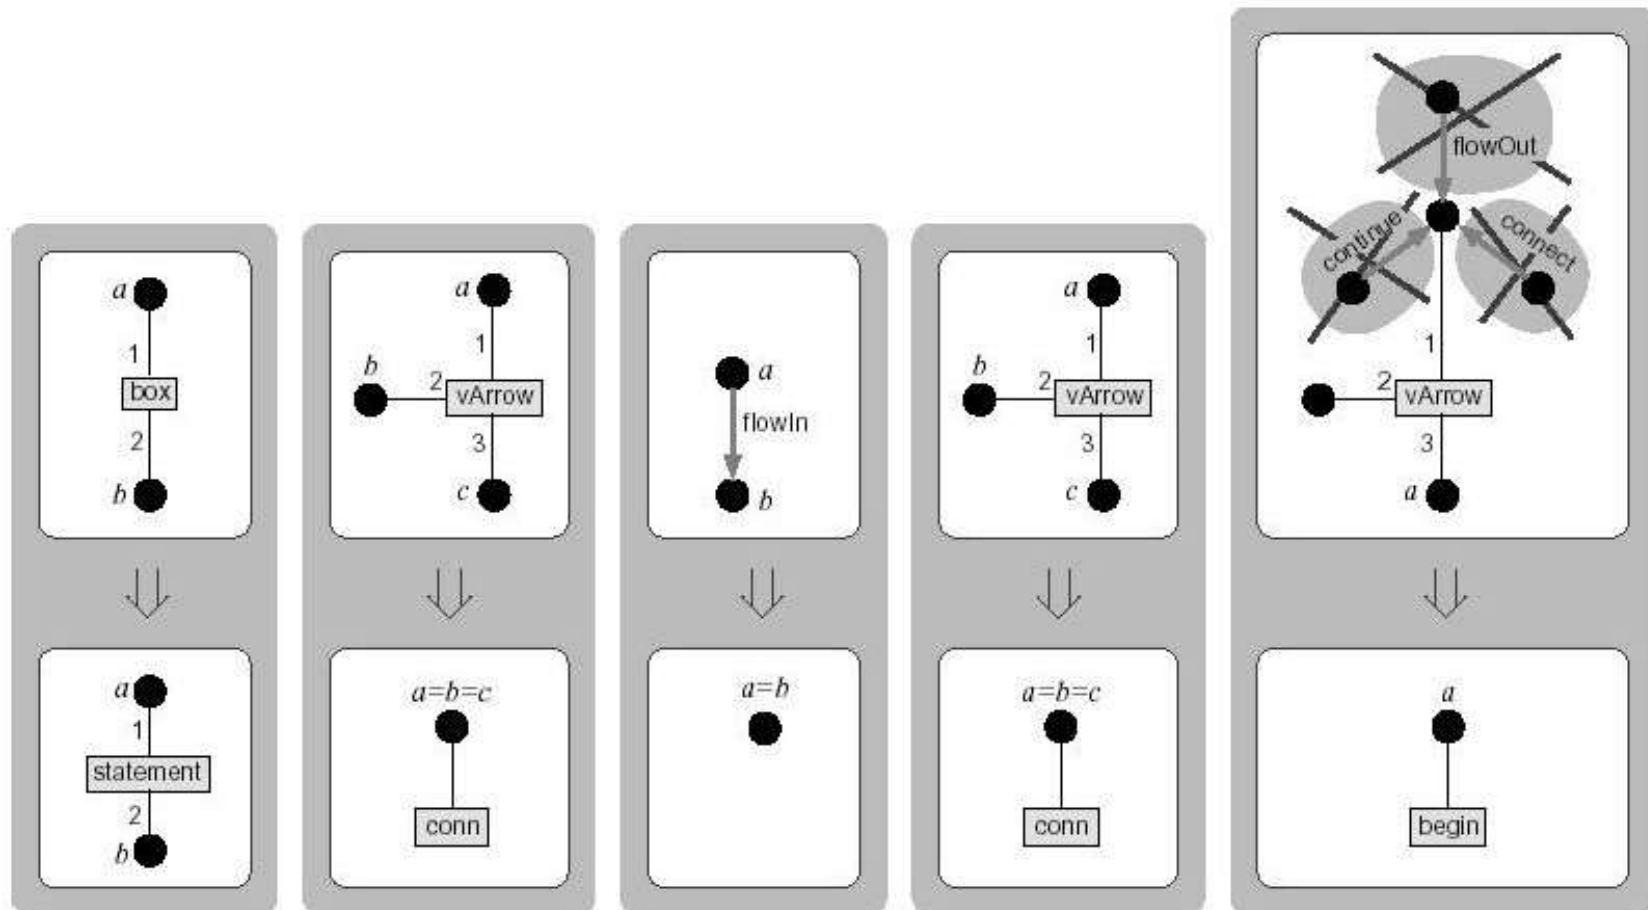 a
1
box
2
b
a
1
statement
2
b
a
1
b
2
vArrow
3
c
a=b=c
conn
a
flowIn
b
a=b
a
1
b
2
vArrow
3
c
a=b=c
conn
flowOut
continue
connect
1
2
vArrow
3
a
a
begin